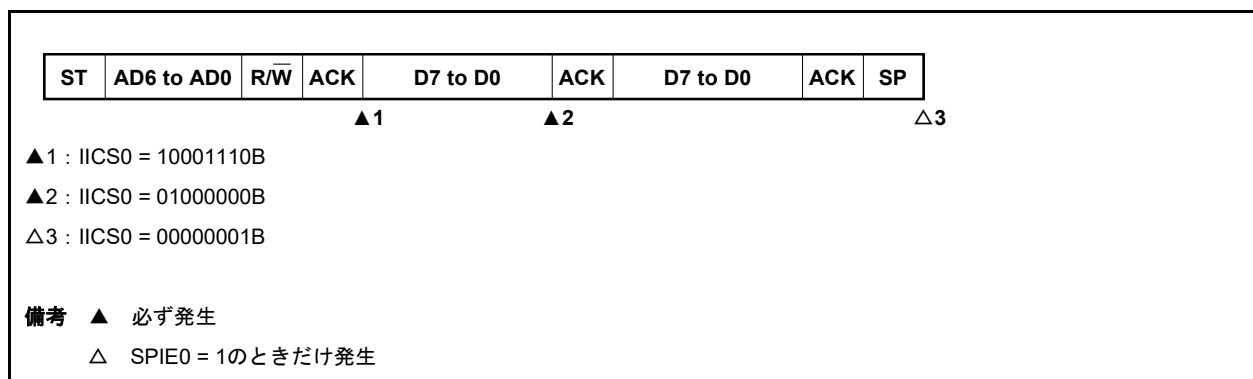 ST AD6 to AD0 R/W̅ ACK D7 to D0 ACK D7 to D0 ACK SP
▲1 ▲2 △3
▲1：IICS0 = 10001110B
▲2：IICS0 = 01000000B
△3：IICS0 = 00000001B
備考 ▲ 必ず発生
△ SPIE0 = 1のときだけ発生